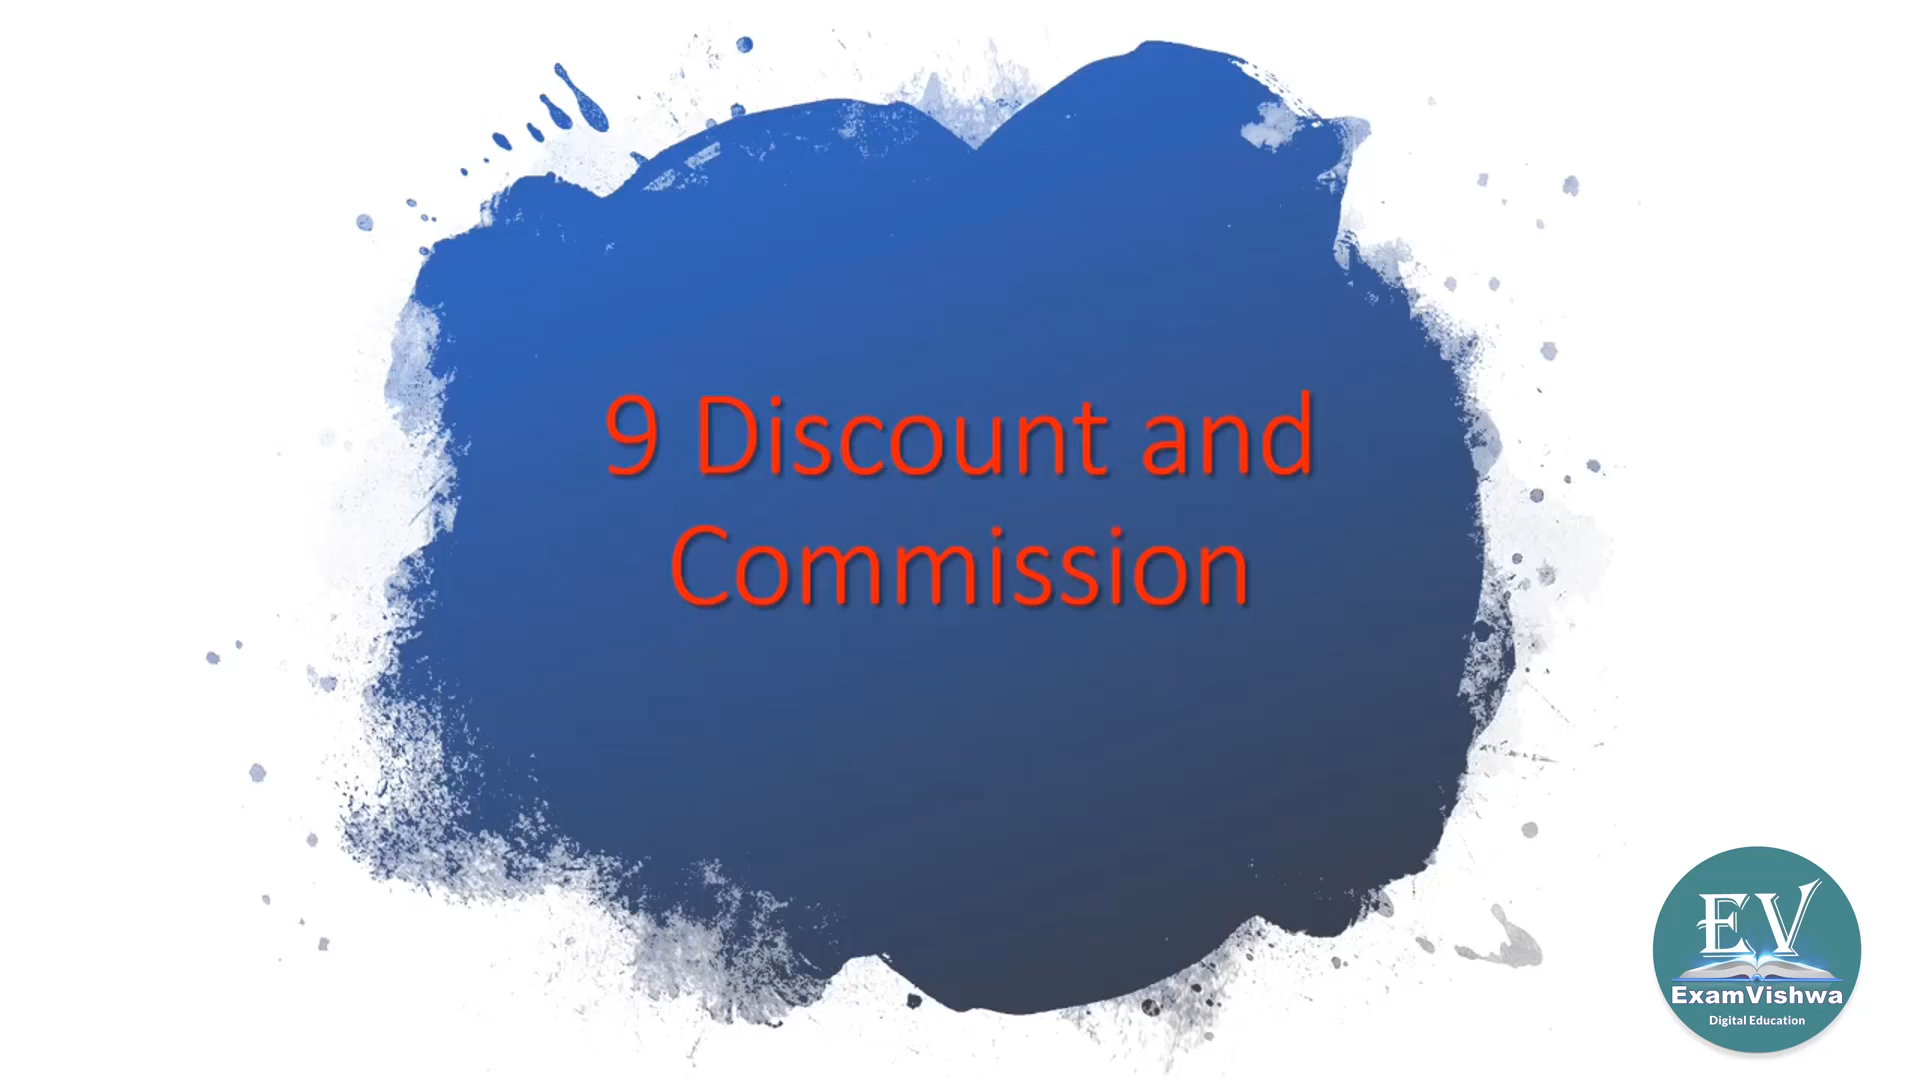 9 Discount and
Commission
EV
ExamVishwa
Digital Education